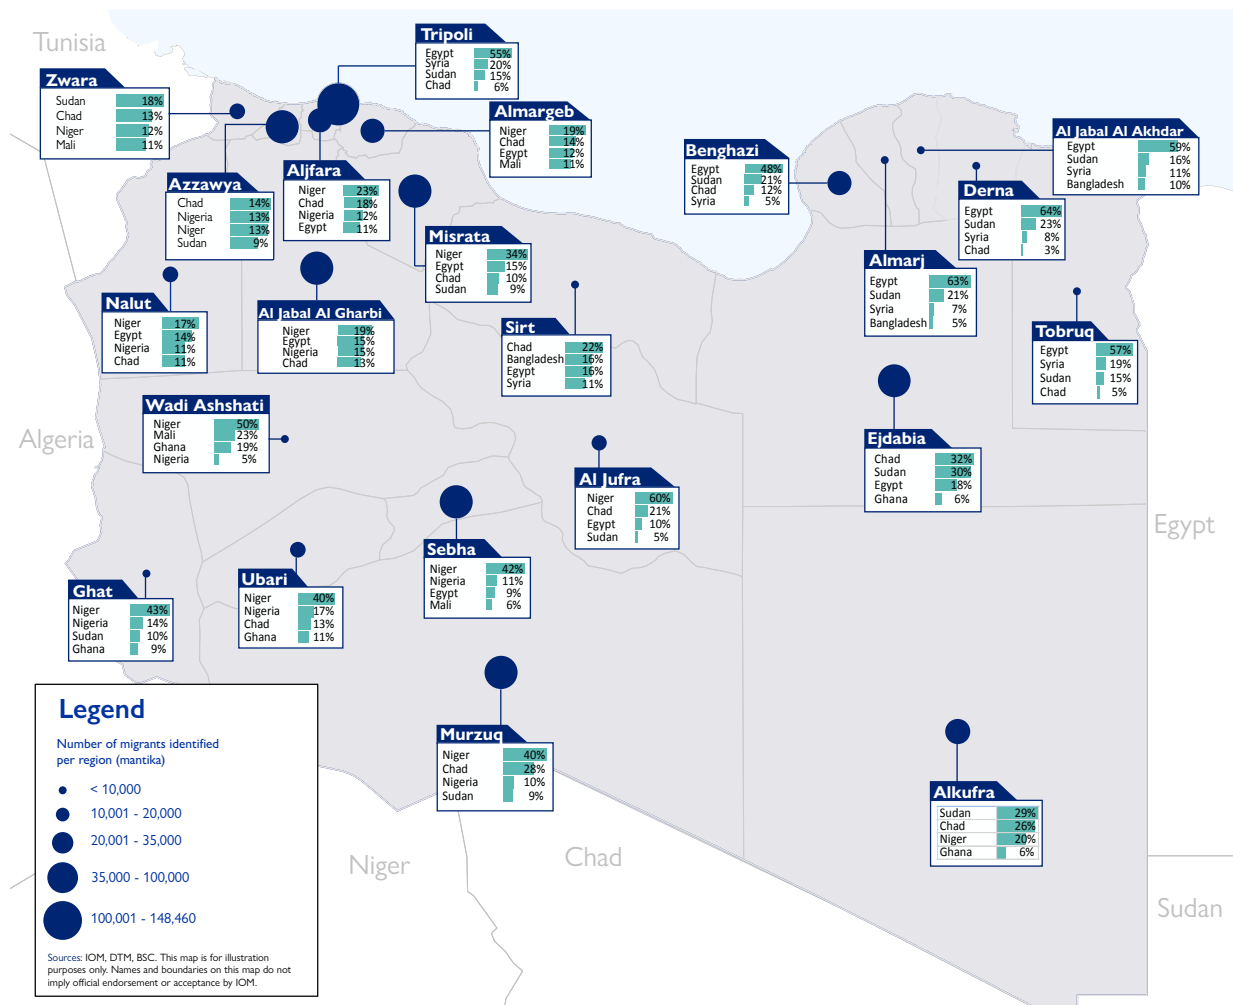 Tunisia
Tripoli
Egypt 55%
Syria 20%
Sudan 15%
Chad 6%
Zwara
Sudan 18%
Chad 13%
Niger 12%
Mali 11%
Almargeb
Niger 19%
Chad 14%
Egypt 12%
Mali 11%
Al Jabal Al Akhdar
Egypt 59%
Sudan 16%
Syria 11%
Bangladesh 10%
Benghazi
Egypt 48%
Sudan 21%
Chad 12%
Syria 5%
Azzawya
Chad 14%
Nigeria 13%
Niger 13%
Sudan 9%
Aljfara
Niger 23%
Chad 18%
Nigeria 12%
Egypt 11%
Derna
Egypt 64%
Sudan 23%
Syria 8%
Chad 3%
Misrata
Niger 34%
Egypt 15%
Chad 10%
Sudan 9%
Almarj
Egypt 63%
Sudan 21%
Syria 7%
Bangladesh 5%
Nalut
Niger 17%
Egypt 14%
Nigeria 11%
Chad 11%
Al Jabal Al Gharbi
Niger 19%
Egypt 15%
Nigeria 15%
Chad 13%
Sirt
Chad 22%
Bangladesh 16%
Egypt 16%
Syria 11%
Tobruq
Egypt 57%
Syria 19%
Sudan 15%
Chad 5%
Wadi Ashshati
Niger 50%
Mali 23%
Ghana 19%
Nigeria 5%
Algeria
Ejdabia
Chad 32%
Sudan 30%
Egypt 18%
Ghana 6%
Al Jufra
Niger 60%
Chad 21%
Egypt 10%
Sudan 5%
Egypt
Sebha
Niger 42%
Nigeria 11%
Egypt 9%
Mali 6%
Ubari
Niger 40%
Nigeria 17%
Chad 13%
Ghana 11%
Ghat
Niger 43%
Nigeria 14%
Sudan 10%
Ghana 9%
Murzuq
Niger 40%
Chad 28%
Nigeria 10%
Sudan 9%
Alkufra
Sudan 29%
Chad 26%
Niger 20%
Ghana 6%
Niger
Chad
Sudan
Legend
Number of migrants identified
per region (mantika)
< 10,000
10,001 - 20,000
20,001 - 35,000
35,000 - 100,000
100,001 - 148,460
Sources: IOM, DTM, BSC. This map is for illustration
purposes only. Names and boundaries on this map do not
imply official endorsement or acceptance by IOM.